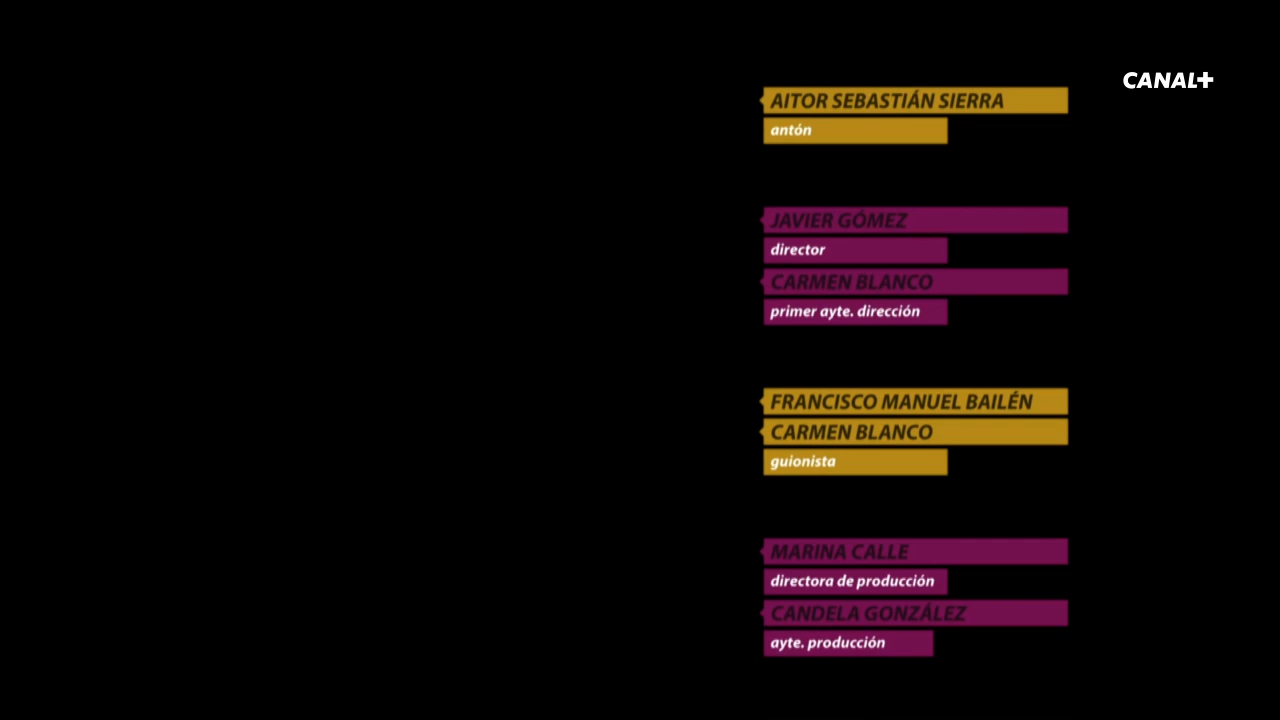 CANAL+
AITOR SEBASTIÁN SIERRA
antón
JAVIER GÓMEZ
director
CARMEN BLANCO
primer ayte. dirección
FRANCISCO MANUEL BAILÉN
CARMEN BLANCO
guionista
MARINA CALLE
directora de producción
CANDELA GONZÁLEZ
ayte. producción